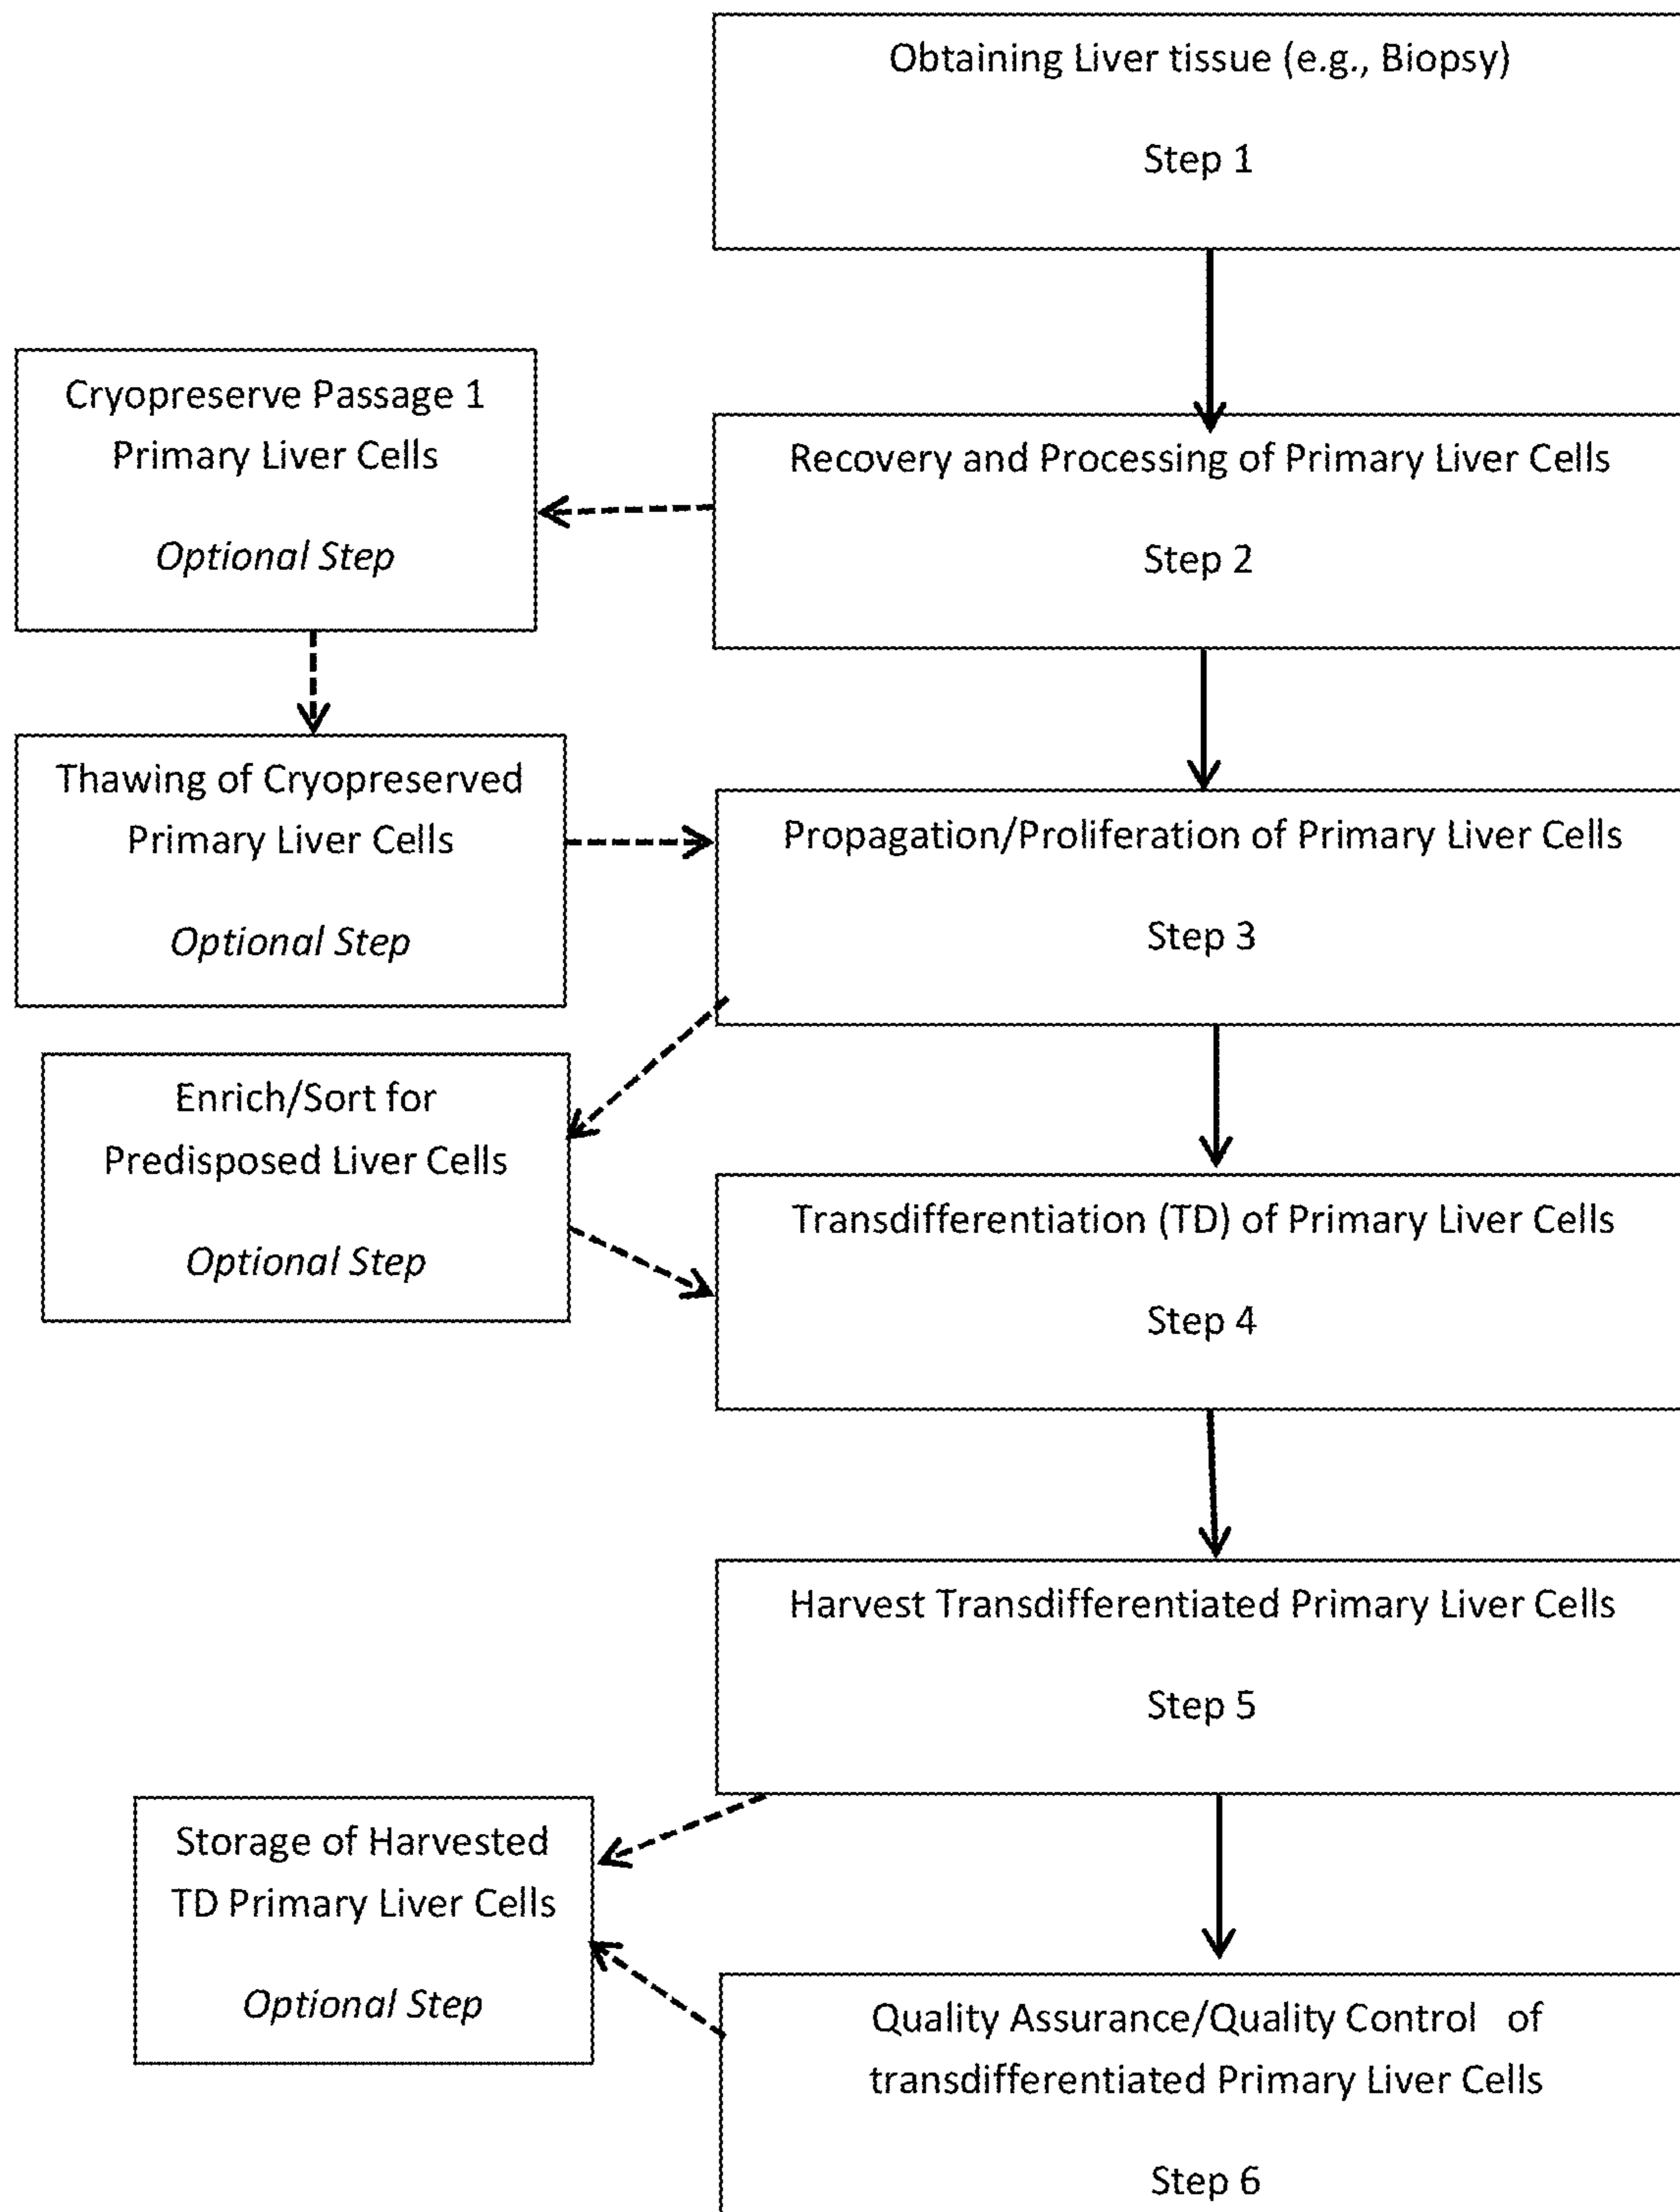 Obtaining Liver tissue (e.g., Biopsy)
Step 1
Cryopreserve Passage 1
Primary Liver Cells
Optional Step
Recovery and Processing of Primary Liver Cells
Step 2
Thawing of Cryopreserved
Primary Liver Cells
Optional Step
Propagation/Proliferation of Primary Liver Cells
Step 3
Enrich/Sort for
Predisposed Liver Cells
Optional Step
Transdifferentiation (TD) of Primary Liver Cells
Step 4
Harvest Transdifferentiated Primary Liver Cells
Step 5
Storage of Harvested
TD Primary Liver Cells
Optional Step
Quality Assurance/Quality Control of
transdifferentiated Primary Liver Cells
Step 6